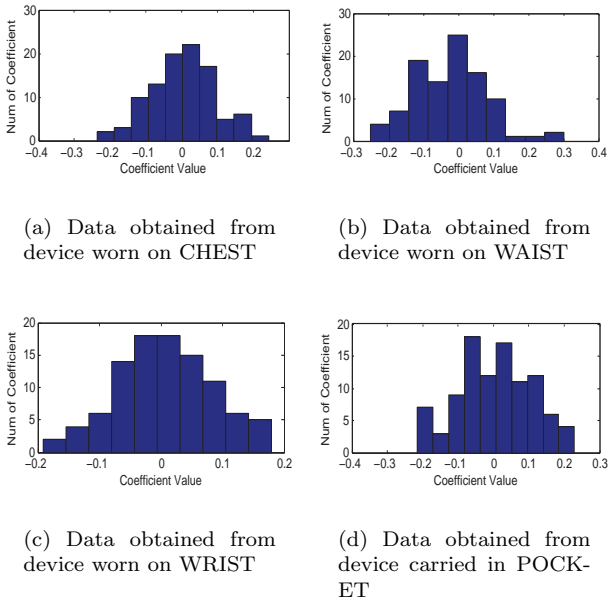 30
20
10
0
Num of Coefficient
−0.4 −0.3 −0.2 −0.1 0 0.1 0.2
Coefficient Value
(a) Data obtained from
device worn on CHEST
30
20
10
0
Num of Coefficient
−0.3 −0.2 −0.1 0 0.1 0.2 0.3 0.4
Coefficient Value
(b) Data obtained from
device worn on WAIST
20
15
10
5
0
Num of Coefficient
−0.2 −0.1 0 0.1 0.2
Coefficient Value
(c) Data obtained from
device worn on WRIST
20
15
10
5
0
Num of Coefficient
−0.4 −0.3 −0.2 −0.1 0 0.1 0.2 0.3
Coefficient Value
(d) Data obtained from
device carried in POCK-
ET